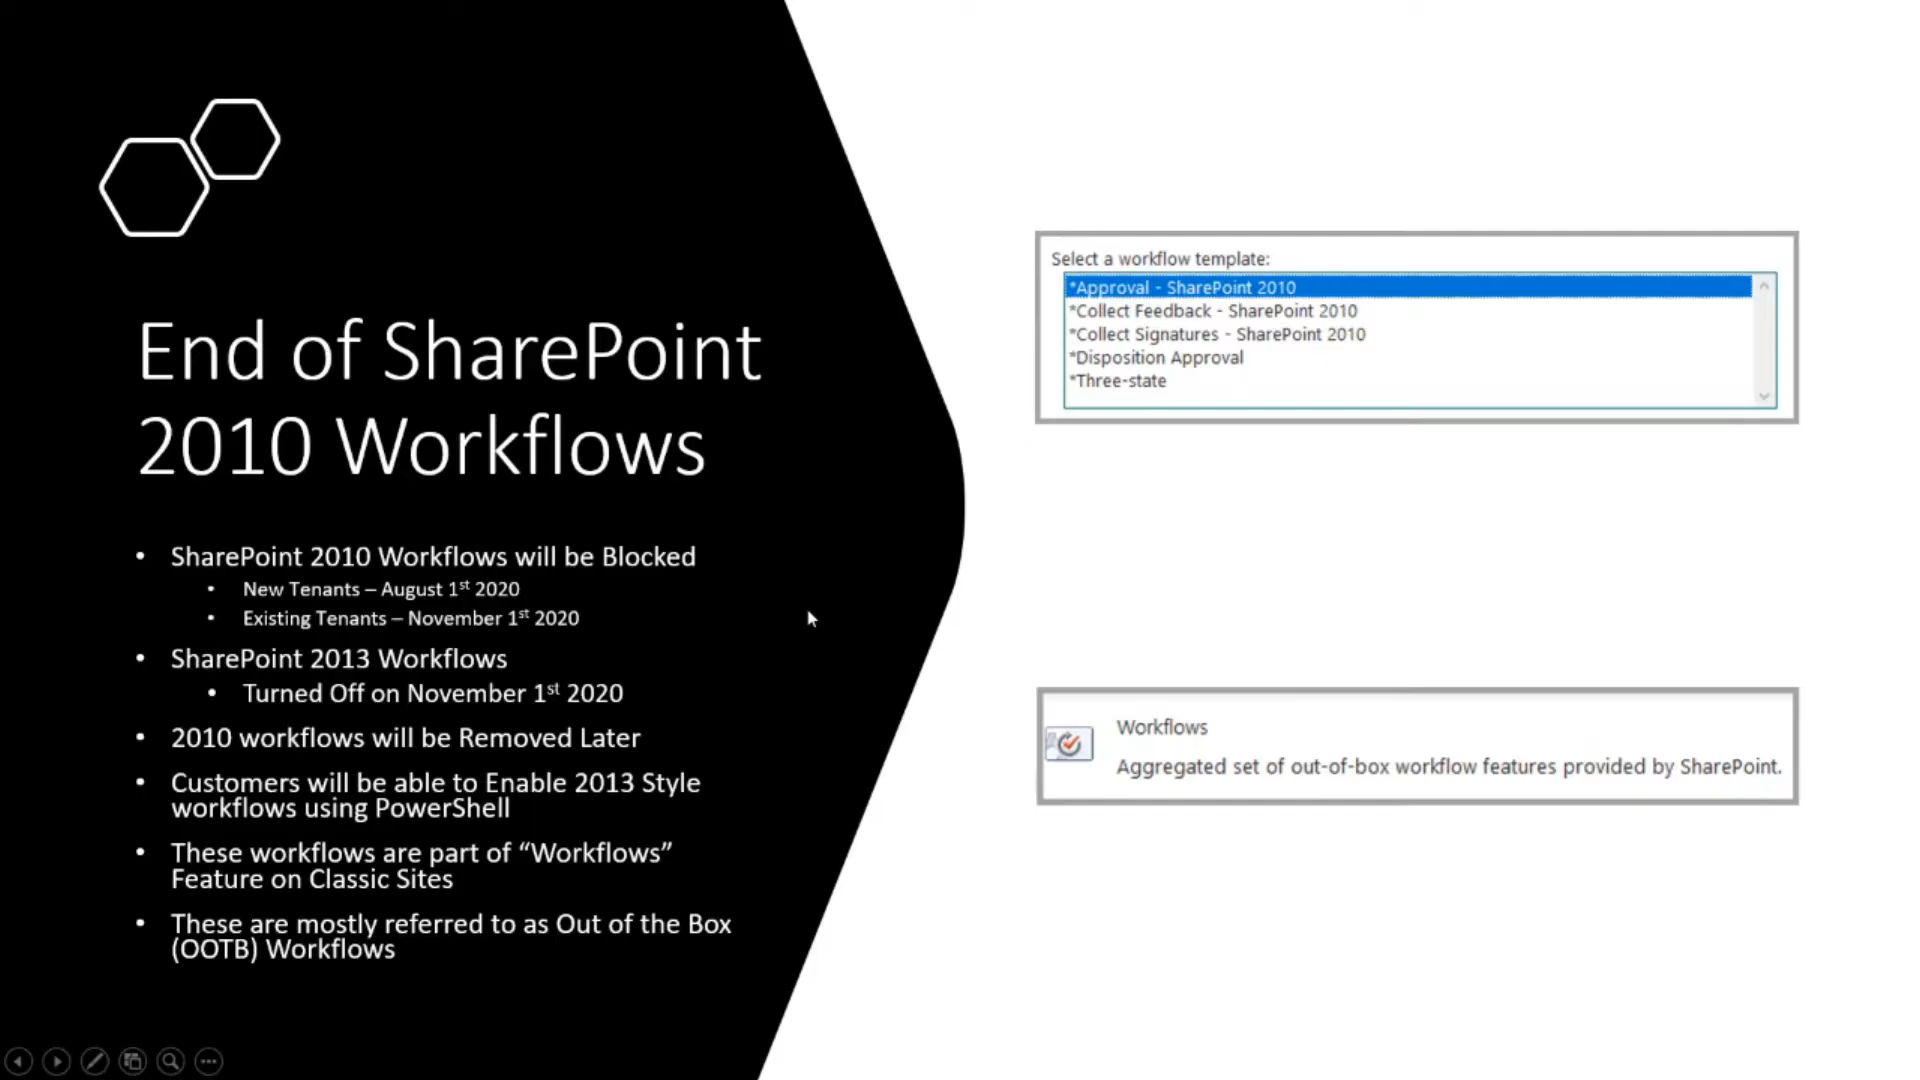 End of SharePoint
2010 Workflows
• SharePoint 2010 Workflows will be Blocked
• New Tenants – August 1st 2020
• Existing Tenants – November 1st 2020
• SharePoint 2013 Workflows
• Turned Off on November 1st 2020
• 2010 workflows will be Removed Later
• Customers will be able to Enable 2013 Style
workflows using PowerShell
• These workflows are part of “Workflows”
Feature on Classic Sites
• These are mostly referred to as Out of the Box
(OOTB) Workflows
Select a workflow template:
*Approval - SharePoint 2010
*Collect Feedback - SharePoint 2010
*Collect Signatures - SharePoint 2010
*Disposition Approval
*Three-state
Workflows
Aggregated set of out-of-box workflow features provided by SharePoint.